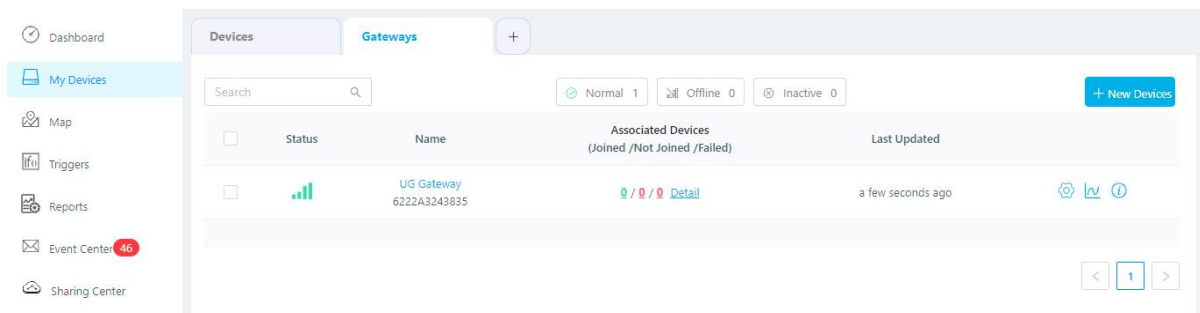 Dashboard
My Devices
Map
If() Triggers
Reports
Event Center 46
Sharing Center
Devices
Gateways
+
Search
Normal 1
Offline 0
Inactive 0
+ New Devices
Status
Name
Associated Devices
(Joined /Not Joined /Failed)
Last Updated
UG Gateway
6222A3243835
0 / 0 / 0 Detail
a few seconds ago
< 1 >